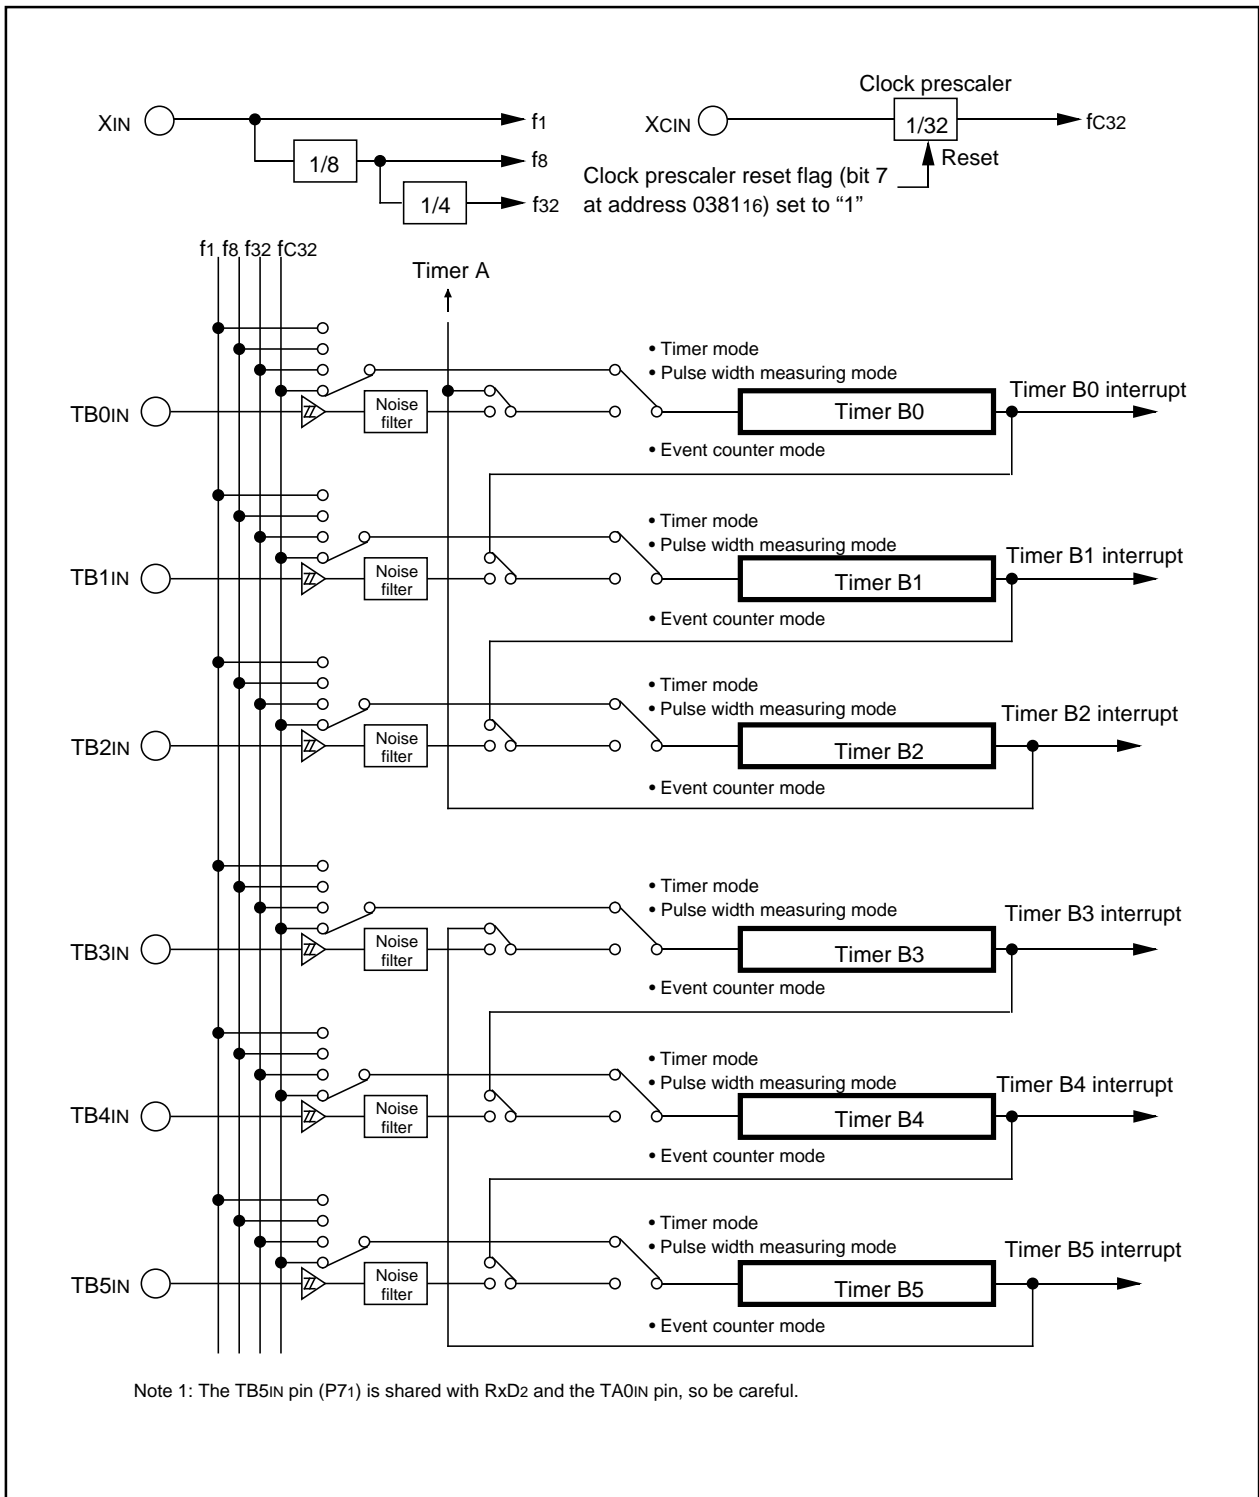 Clock prescaler
XIN
f1
XCIN
1/32
fC32
1/8
f8
Reset
Clock prescaler reset flag (bit 7
at address 038116) set to “1”
1/4
f32
f1 f8 f32 fC32
Timer A
• Timer mode
• Pulse width measuring mode
TB0IN
Noise
filter
Timer B0
Timer B0 interrupt
• Event counter mode
• Timer mode
• Pulse width measuring mode
TB1IN
Noise
filter
Timer B1
Timer B1 interrupt
• Event counter mode
• Timer mode
• Pulse width measuring mode
TB2IN
Noise
filter
Timer B2
Timer B2 interrupt
• Event counter mode
• Timer mode
• Pulse width measuring mode
TB3IN
Noise
filter
Timer B3
Timer B3 interrupt
• Event counter mode
• Timer mode
• Pulse width measuring mode
TB4IN
Noise
filter
Timer B4
Timer B4 interrupt
• Event counter mode
• Timer mode
• Pulse width measuring mode
TB5IN
Noise
filter
Timer B5
Timer B5 interrupt
• Event counter mode
Note 1: The TB5IN pin (P71) is shared with RxD2 and the TA0IN pin, so be careful.